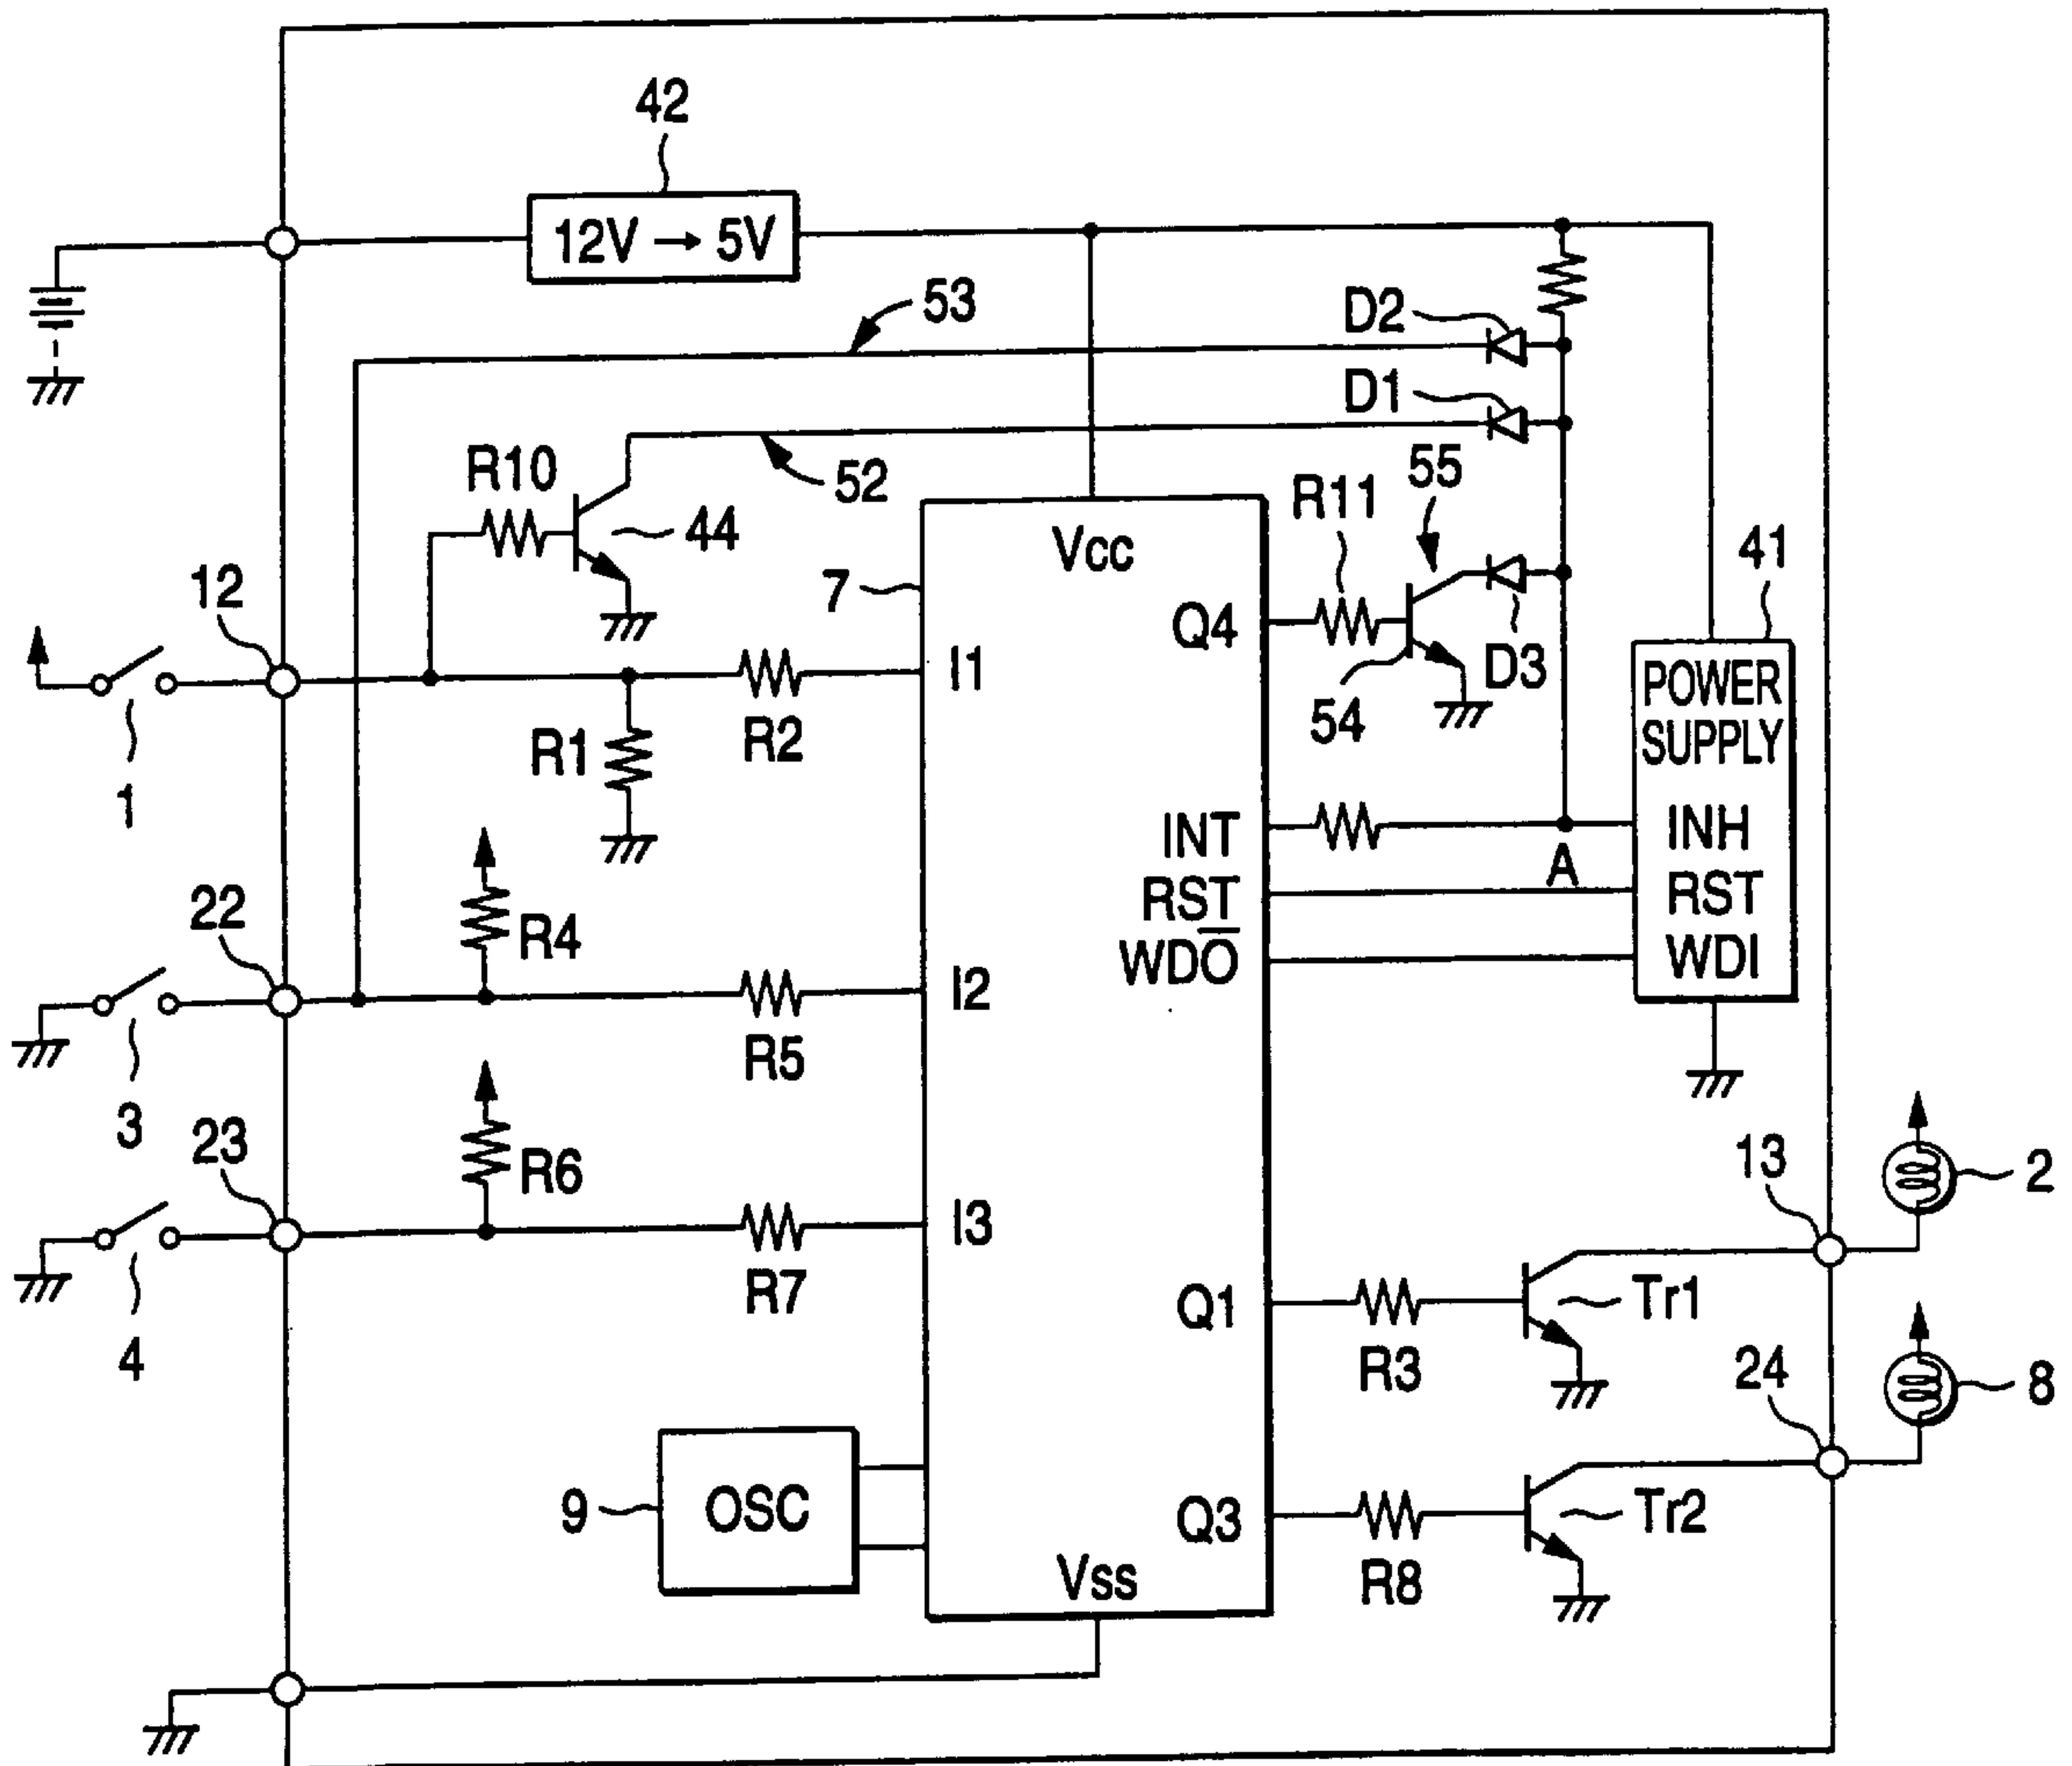 42
12V → 5V
53
D2
D1
52
R10
44
R11
55
41
Vcc
7
12
Q4
I1
D3
54
POWER
SUPPLY
R1
R2
1
INT
INH
A
22
R4
RST
RST
WDO̅
WDI
I2
R5
3
23
R6
13
2
I3
R7
4
Q1
Tr1
R3
24
8
9
OSC
Q3
Tr2
R8
Vss